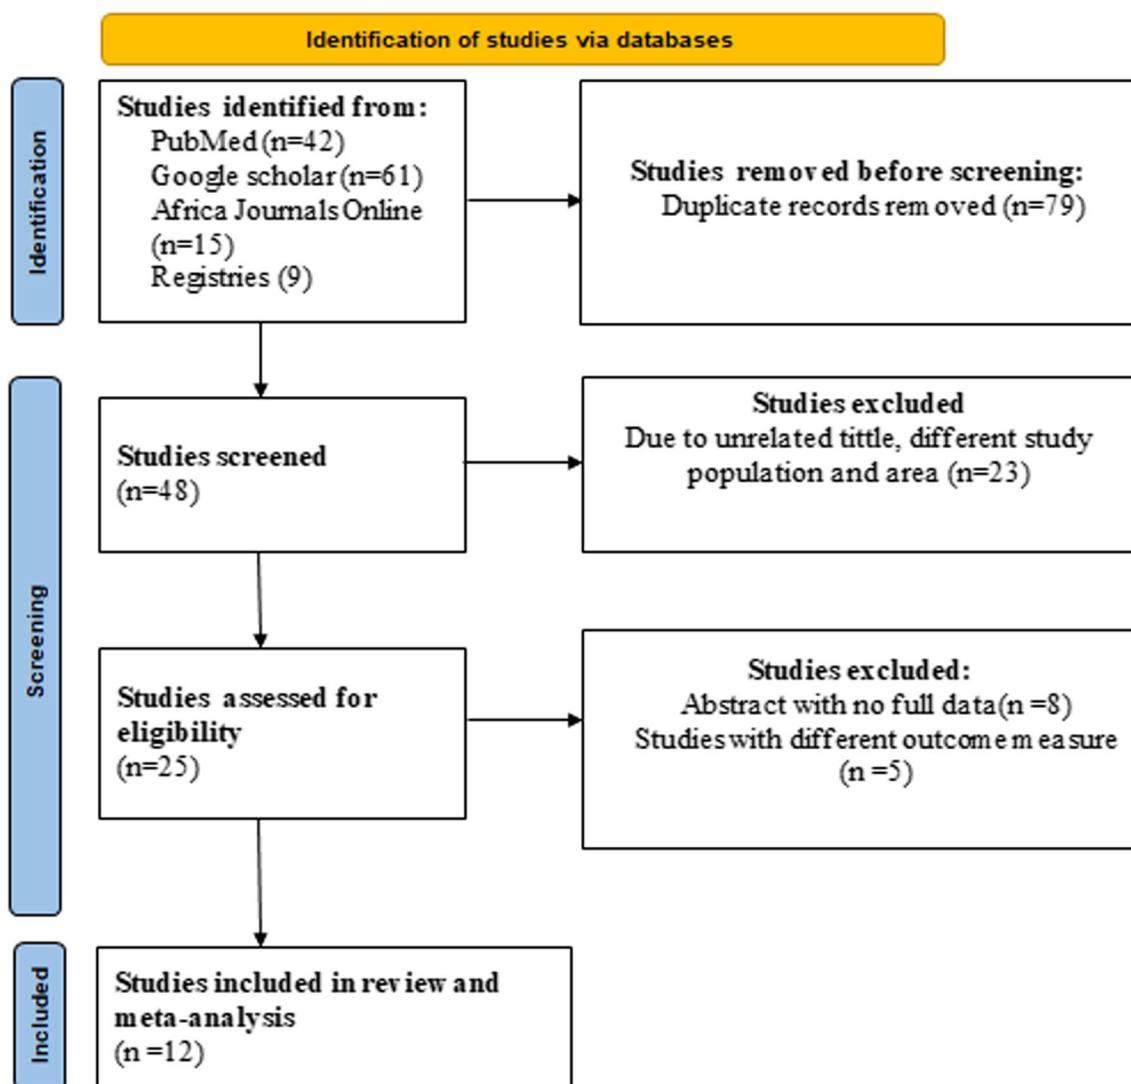 Identification of studies via databases
Identification
Studies identified from:
PubMed (n=42)
Google scholar (n=61)
Africa Journals Online
(n=15)
Registries (9)
Studies removed before screening:
Duplicate records removed (n=79)
Screening
Studies screened
(n=48)
Studies excluded
Due to unrelated tittle, different study
population and area (n=23)
Studies assessed for
eligibility
(n=25)
Studies excluded:
Abstract with no full data(n =8)
Studies with different outcome measure
(n =5)
Included
Studies included in review and
meta-analysis
(n =12)